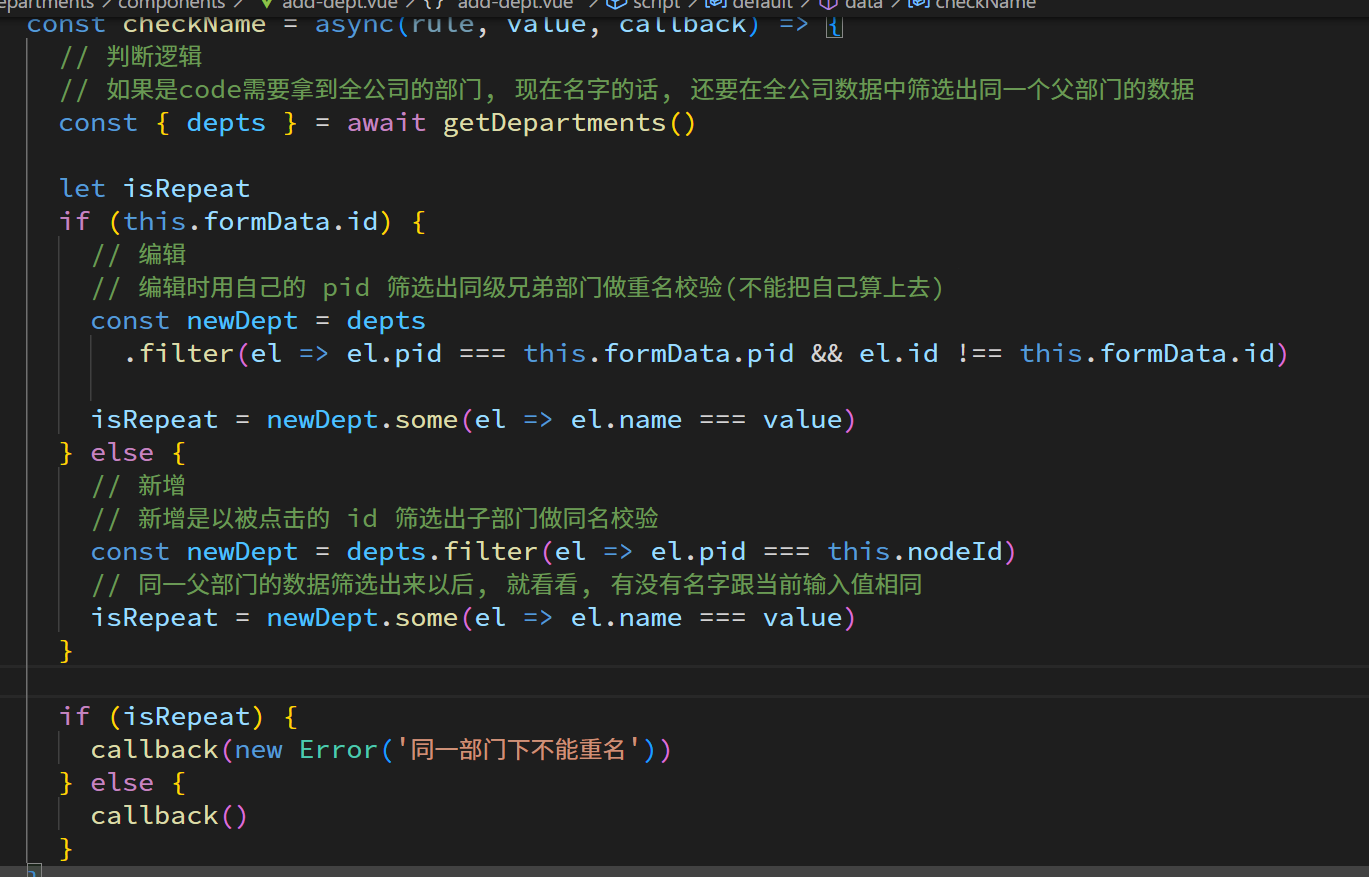 epartments > components > add-dept.vue > {} add-dept.vue > script > default > data > checkName
const checkName = async(rule, value, callback) => {
// 判断逻辑
// 如果是code需要拿到全公司的部门, 现在名字的话, 还要在全公司数据中筛选出同一个父部门的数据
const { depts } = await getDepartments()
let isRepeat
if (this.formData.id) {
// 编辑
// 编辑时用自己的 pid 筛选出同级兄弟部门做重名校验(不能把自己算上去)
const newDept = depts
.filter(el => el.pid === this.formData.pid && el.id !== this.formData.id)
isRepeat = newDept.some(el => el.name === value)
} else {
// 新增
// 新增是以被点击的 id 筛选出子部门做同名校验
const newDept = depts.filter(el => el.pid === this.nodeId)
// 同一父部门的数据筛选出来以后, 就看看, 有没有名字跟当前输入值相同
isRepeat = newDept.some(el => el.name === value)
}
if (isRepeat) {
callback(new Error('同一部门下不能重名'))
} else {
callback()
}
}